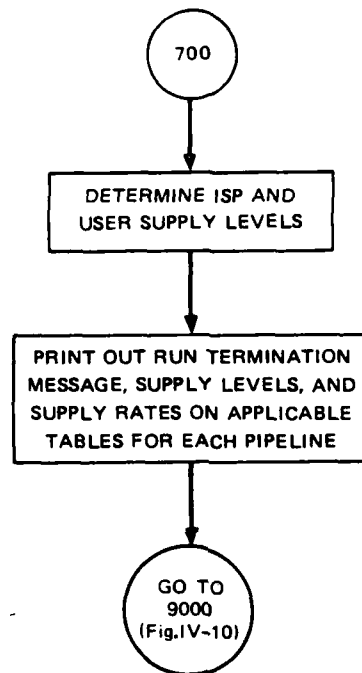 700
DETERMINE ISP AND
USER SUPPLY LEVELS
PRINT OUT RUN TERMINATION
MESSAGE, SUPPLY LEVELS, AND
SUPPLY RATES ON APPLICABLE
TABLES FOR EACH PIPELINE
GO TO
9000
(Fig.IV-10)